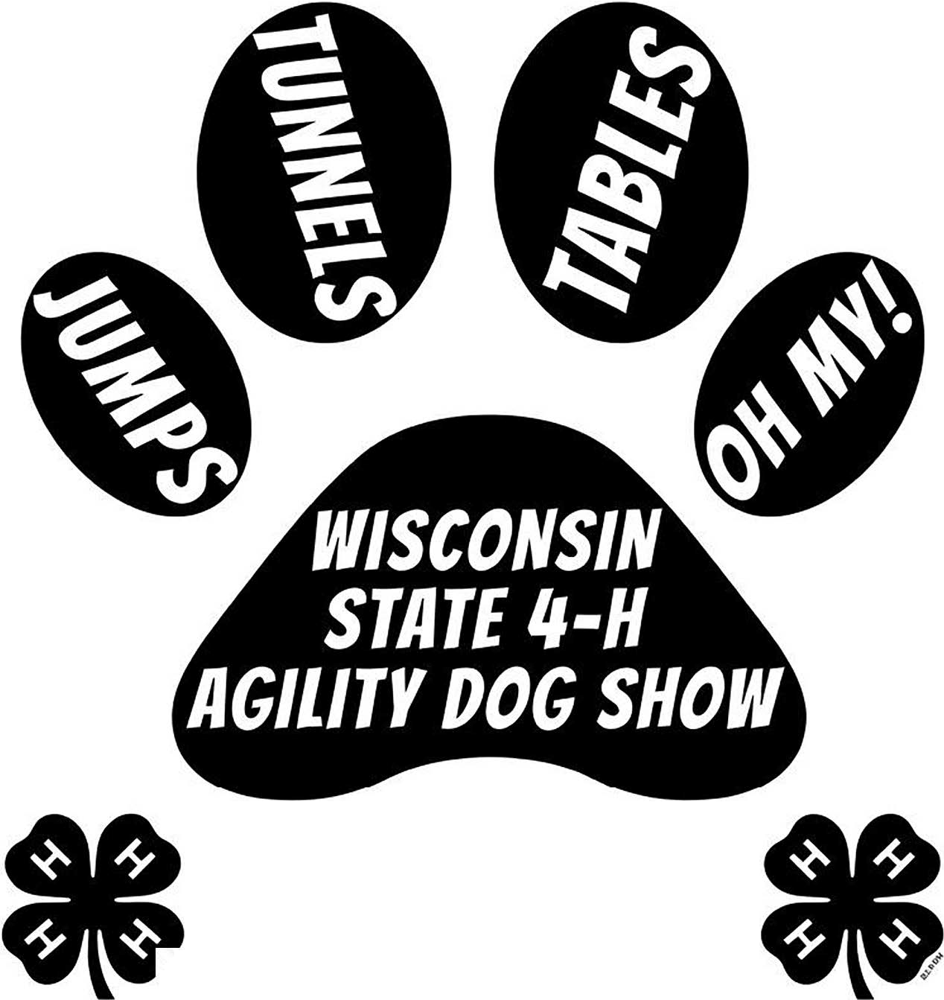 JUMPS
TUNNELS
TABLES
OH MY!
WISCONSIN
STATE 4-H
AGILITY DOG SHOW
H H
H H
H H
H H